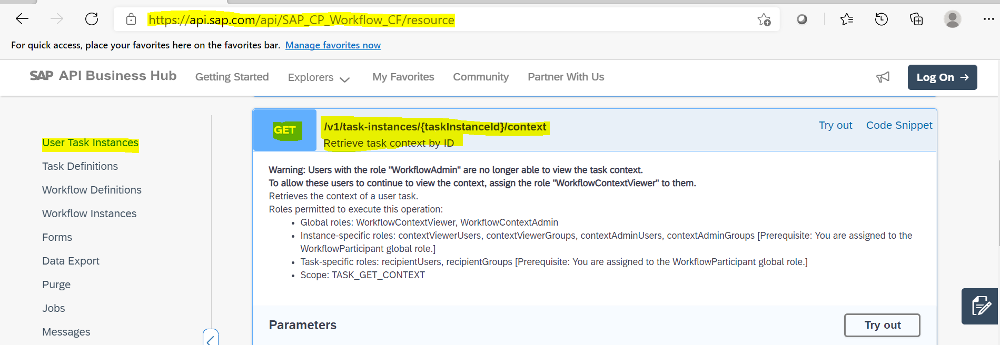 https://api.sap.com/api/SAP_CP_Workflow_CF/resource
For quick access, place your favorites here on the favorites bar. Manage favorites now
SAP API Business Hub Getting Started Explorers My Favorites Community Partner With Us Log On →
User Task Instances
Task Definitions
Workflow Definitions
Workflow Instances
Forms
Data Export
Purge
Jobs
Messages
GET /v1/task-instances/{taskInstanceId}/context Try out Code Snippet
Retrieve task context by ID
Warning: Users with the role "WorkflowAdmin" are no longer able to view the task context.
To allow these users to continue to view the context, assign the role "WorkflowContextViewer" to them.
Retrieves the context of a user task.
Roles permitted to execute this operation:
• Global roles: WorkflowContextViewer, WorkflowContextAdmin
• Instance-specific roles: contextViewerUsers, contextViewerGroups, contextAdminUsers, contextAdminGroups [Prerequisite: You are assigned to the
WorkflowParticipant global role.]
• Task-specific roles: recipientUsers, recipientGroups [Prerequisite: You are assigned to the WorkflowParticipant global role.]
• Scope: TASK_GET_CONTEXT
Parameters Try out